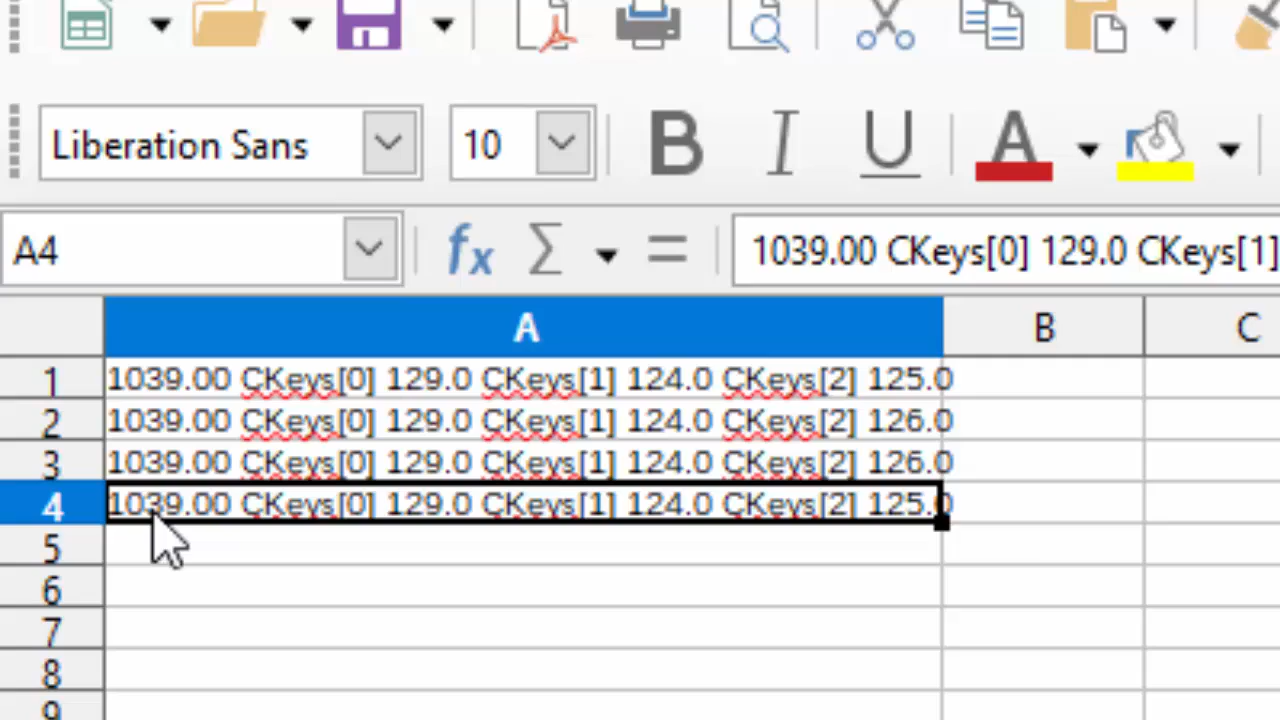 Liberation Sans 10 B I U A
A4 fx Σ = 1039.00 CKeys[0] 129.0 CKeys[1]
A B C
1 1039.00 CKeys[0] 129.0 CKeys[1] 124.0 CKeys[2] 125.0
2 1039.00 CKeys[0] 129.0 CKeys[1] 124.0 CKeys[2] 126.0
3 1039.00 CKeys[0] 129.0 CKeys[1] 124.0 CKeys[2] 126.0
4 1039.00 CKeys[0] 129.0 CKeys[1] 124.0 CKeys[2] 125.0
5
6
7
8
9